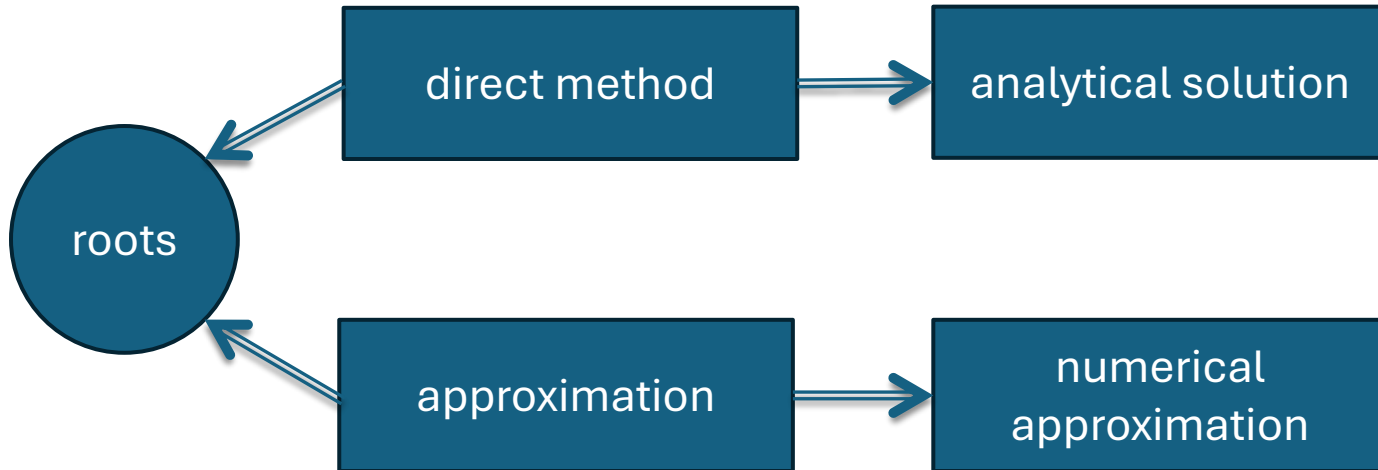 direct method
analytical solution
roots
approximation
numerical
approximation